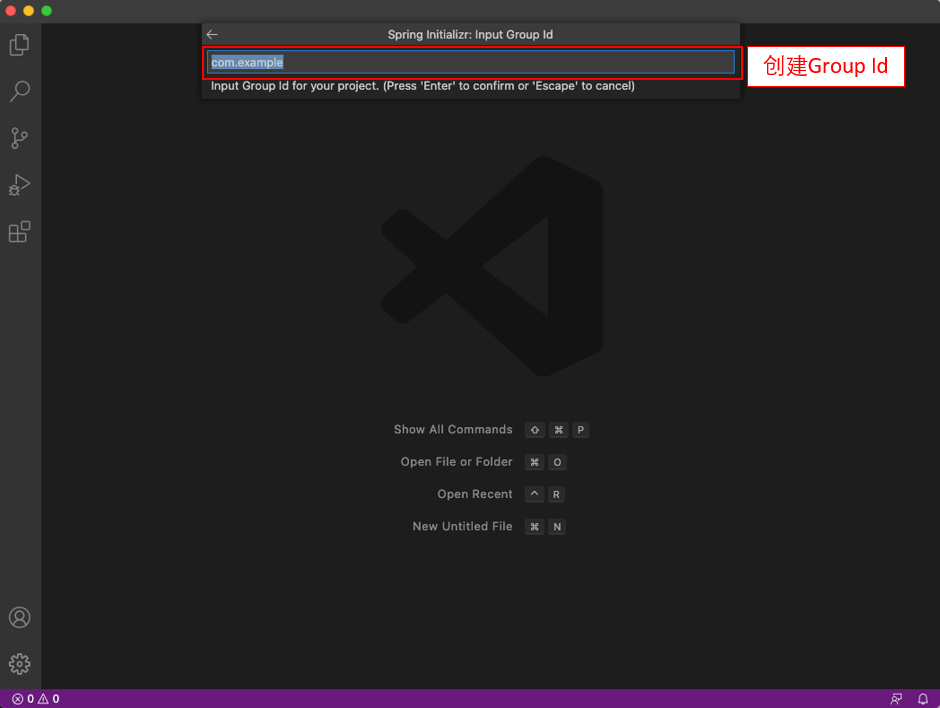 Spring Initializr: Input Group Id
com.example
创建Group Id
Input Group Id for your project. (Press 'Enter' to confirm or 'Escape' to cancel)
Show All Commands ⇧ ⌘ P
Open File or Folder ⌘ O
Open Recent ^ R
New Untitled File ⌘ N
0 0